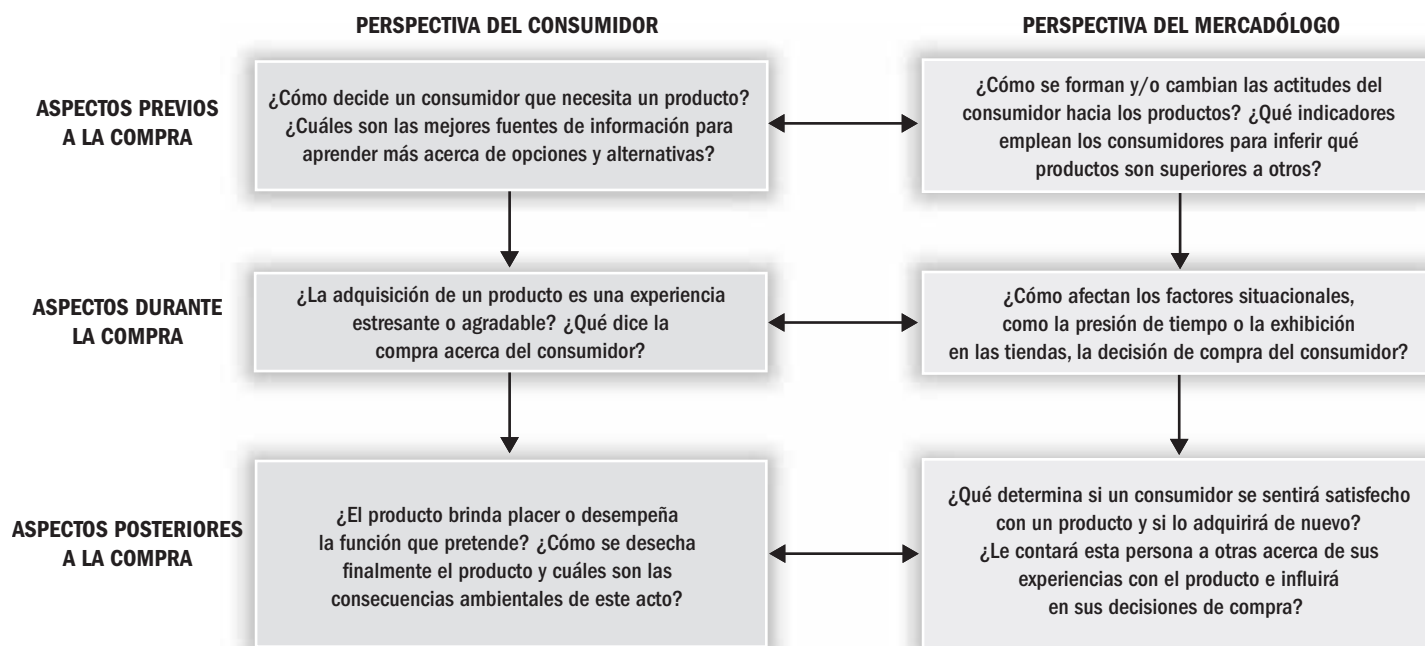 PERSPECTIVA DEL CONSUMIDOR
PERSPECTIVA DEL MERCADÓLOGO
ASPECTOS PREVIOS
A LA COMPRA
¿Cómo decide un consumidor que necesita un producto?
¿Cuáles son las mejores fuentes de información para
aprender más acerca de opciones y alternativas?
¿Cómo se forman y/o cambian las actitudes del
consumidor hacia los productos? ¿Qué indicadores
emplean los consumidores para inferir qué
productos son superiores a otros?
ASPECTOS DURANTE
LA COMPRA
¿La adquisición de un producto es una experiencia
estresante o agradable? ¿Qué dice la
compra acerca del consumidor?
¿Cómo afectan los factores situacionales,
como la presión de tiempo o la exhibición
en las tiendas, la decisión de compra del consumidor?
ASPECTOS POSTERIORES
A LA COMPRA
¿El producto brinda placer o desempeña
la función que pretende? ¿Cómo se desecha
finalmente el producto y cuáles son las
consecuencias ambientales de este acto?
¿Qué determina si un consumidor se sentirá satisfecho
con un producto y si lo adquirirá de nuevo?
¿Le contará esta persona a otras acerca de sus
experiencias con el producto e influirá
en sus decisiones de compra?